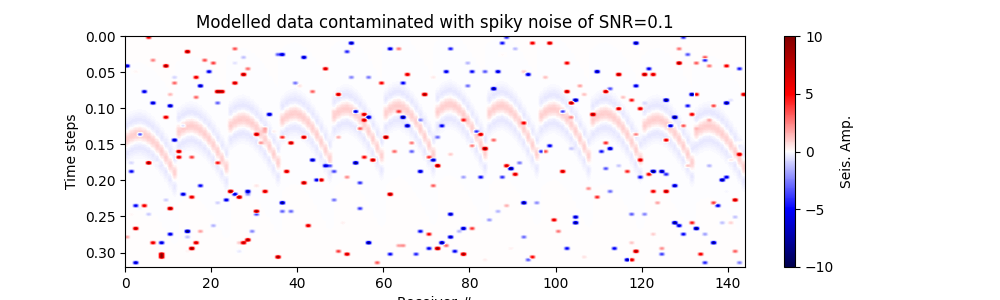 Modelled data contaminated with spiky noise of SNR=0.1
0.00
0.05
0.10
0.15
0.20
0.25
0.30
Time steps
0 20 40 60 80 100 120 140
Receiver #
10
5
0
−5
−10
Seis. Amp.